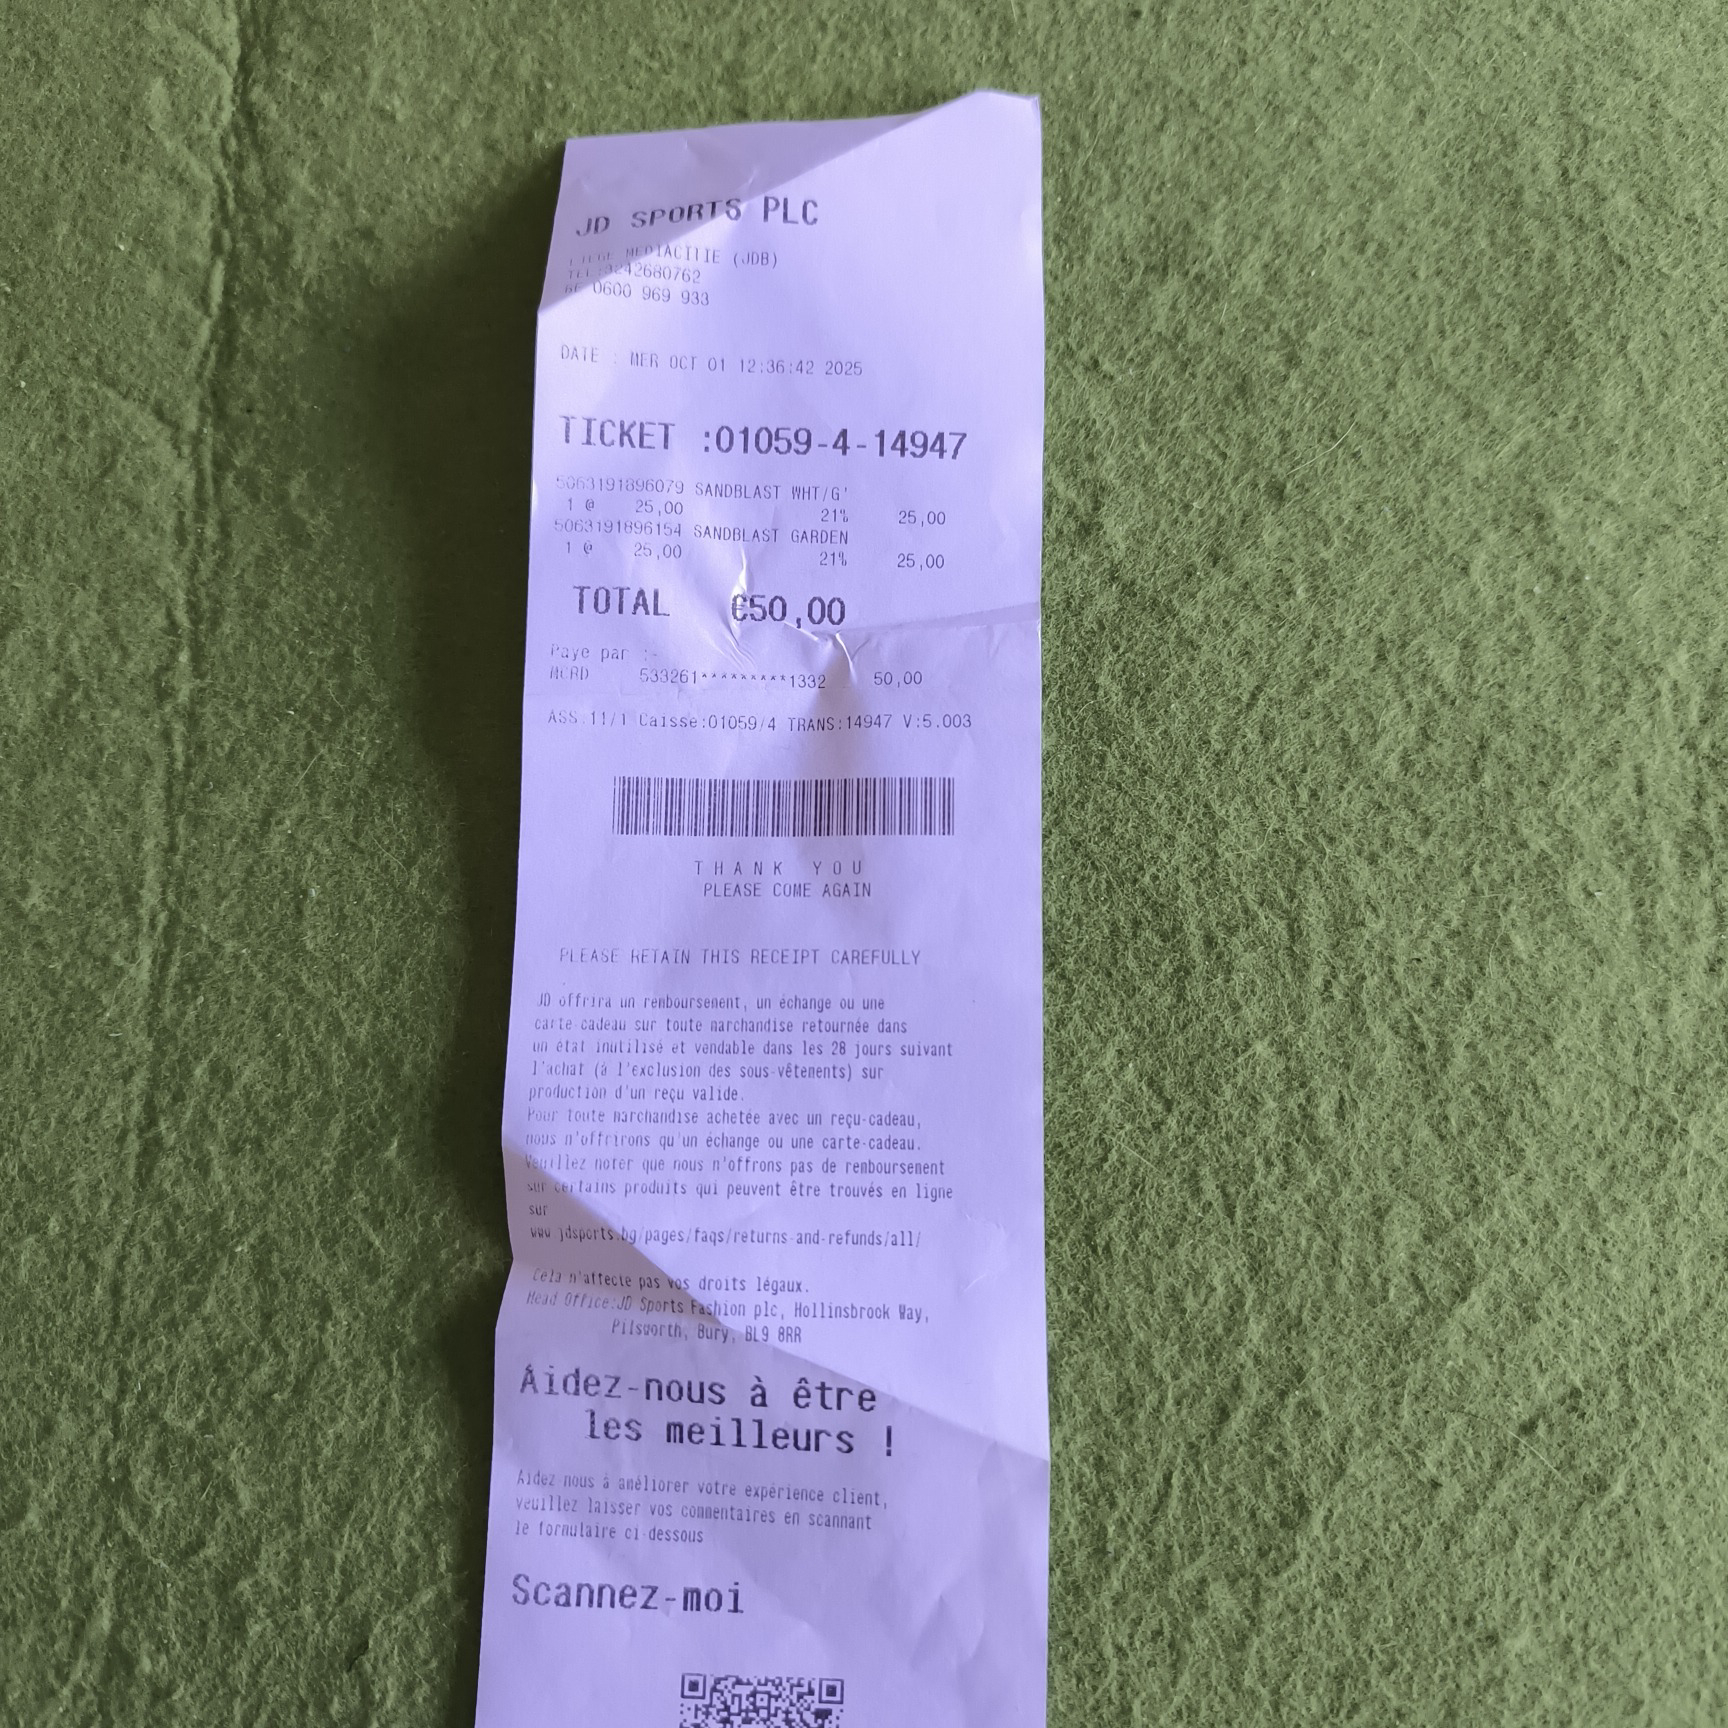 JD SPORTS PLC
LIEGE MEDIACITIE (JDB)
TEL:3242680762
BE 0600 969 933
DATE : MER OCT 01 12:36:42 2025
TICKET :01059-4-14947
5063191896079 SANDBLAST WHT/G'
1 @ 25,00 21% 25,00
5063191896154 SANDBLAST GARDEN
1 @ 25,00 21% 25,00
TOTAL €50,00
Paye par :-
MCRD 533261*********1332 50,00
ASS:11/1 Caisse:01059/4 TRANS:14947 V:5.003
THANK YOU
PLEASE COME AGAIN
PLEASE RETAIN THIS RECEIPT CAREFULLY
JD offrira un remboursement, un échange ou une
carte-cadeau sur toute marchandise retournée dans
un état inutilisé et vendable dans les 28 jours suivant
l'achat (à l'exclusion des sous-vêtements) sur
production d'un reçu valide.
Pour toute marchandise achetée avec un reçu-cadeau,
nous n'offrirons qu'un échange ou une carte-cadeau.
Veuillez noter que nous n'offrons pas de remboursement
sur certains produits qui peuvent être trouvés en ligne
sur
www.jdsports.bg/pages/faqs/returns-and-refunds/all/
Cela n'affecte pas vos droits légaux.
Head Office:JD Sports Fashion plc, Hollinsbrook Way,
Pilsworth, Bury, BL9 8RR
Aidez-nous à être
les meilleurs !
Aidez nous à améliorer votre expérience client,
veuillez laisser vos commentaires en scannant
le formulaire ci-dessous
Scannez-moi